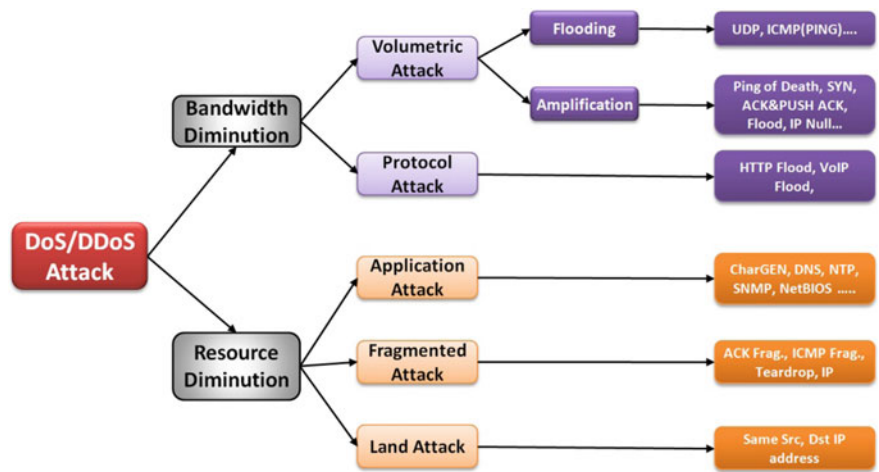 DoS/DDoS
Attack
Bandwidth
Diminution
Resource
Diminution
Volumetric
Attack
Protocol
Attack
Application
Attack
Fragmented
Attack
Land Attack
Flooding
Amplification
UDP, ICMP(PING)....
Ping of Death, SYN,
ACK&PUSH ACK,
Flood, IP Null...
HTTP Flood, VoIP
Flood,
CharGEN, DNS, NTP,
SNMP, NetBIOS .....
ACK Frag., ICMP Frag.,
Teardrop, IP
Same Src, Dst IP
address